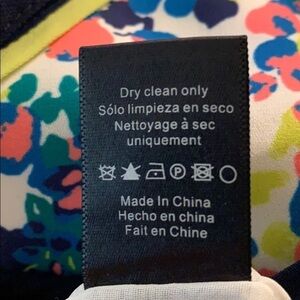 Dry clean only
Sólo limpieza en seco
Nettoyage à sec
uniquement
Made In China
Hecho en china
Fait en Chine